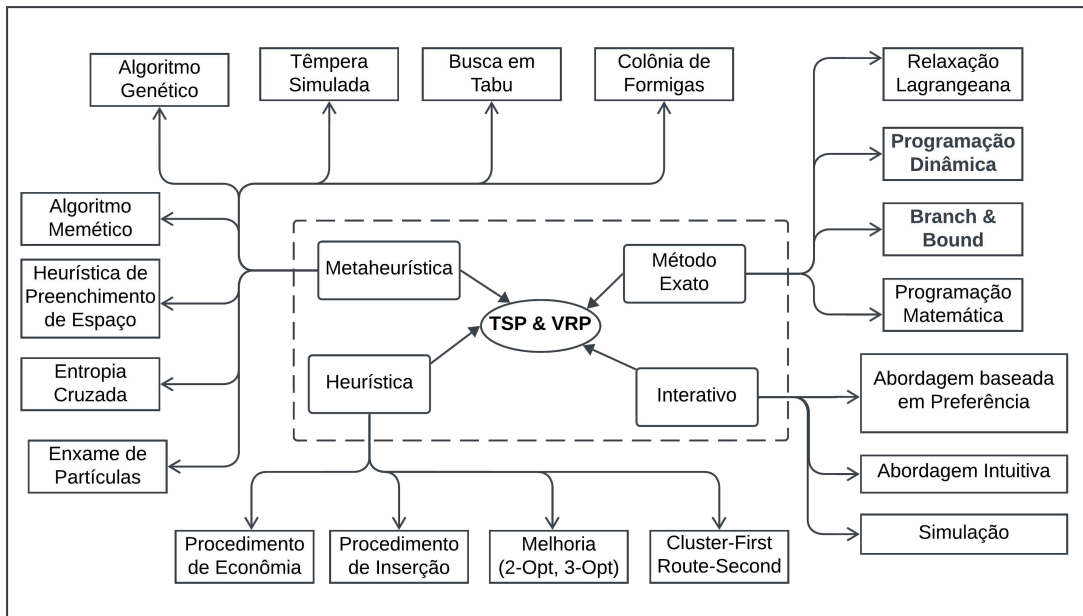 Algoritmo
Genético
Têmpera
Simulada
Busca em
Tabu
Colônia de
Formigas
Relaxação
Lagrangeana
Programação
Dinâmica
Branch &
Bound
Programação
Matemática
Algoritmo
Memético
Heurística de
Preenchimento
de Espaço
Entropia
Cruzada
Enxame de
Partículas
Metaheurística
Método
Exato
TSP & VRP
Heurística
Interativo
Abordagem baseada
em Preferência
Abordagem Intuitiva
Simulação
Procedimento
de Econômia
Procedimento
de Inserção
Melhoria
(2-Opt, 3-Opt)
Cluster-First
Route-Second